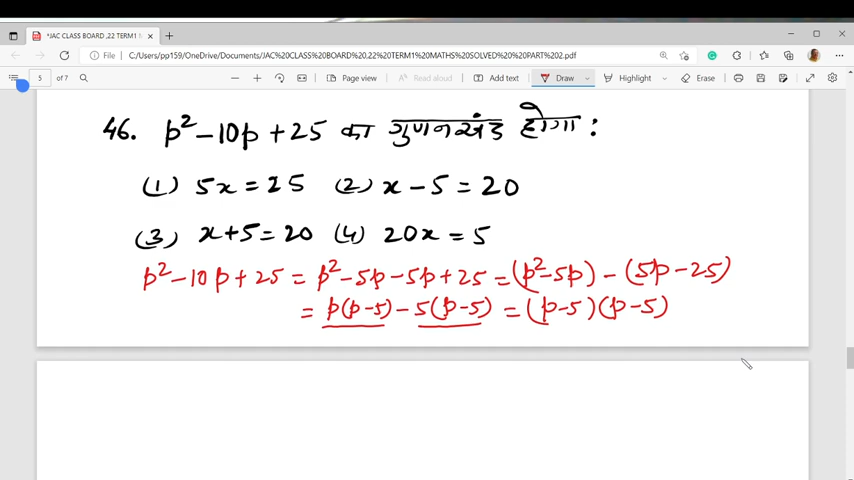 *JAC CLASS BOARD ,22 TERM1 M
File | C:/Users/pp159/OneDrive/Documents/JAC%20CLASS%20BOARD,22%20TERM1%20MATHS%20SOLVED%20%20PART%202.pdf
5 of 7 Page view Read aloud Add text Draw Highlight Erase
46. p² - 10p + 25 का गुणनखंड होगा :
(1) 5x = 25 (2) x - 5 = 20
(3) x + 5 = 20 (4) 20x = 5
p² - 10p + 25 = p² - 5p - 5p + 25 = (p² - 5p) - (5p - 25)
= p(p - 5) - 5(p - 5) = (p - 5)(p - 5)